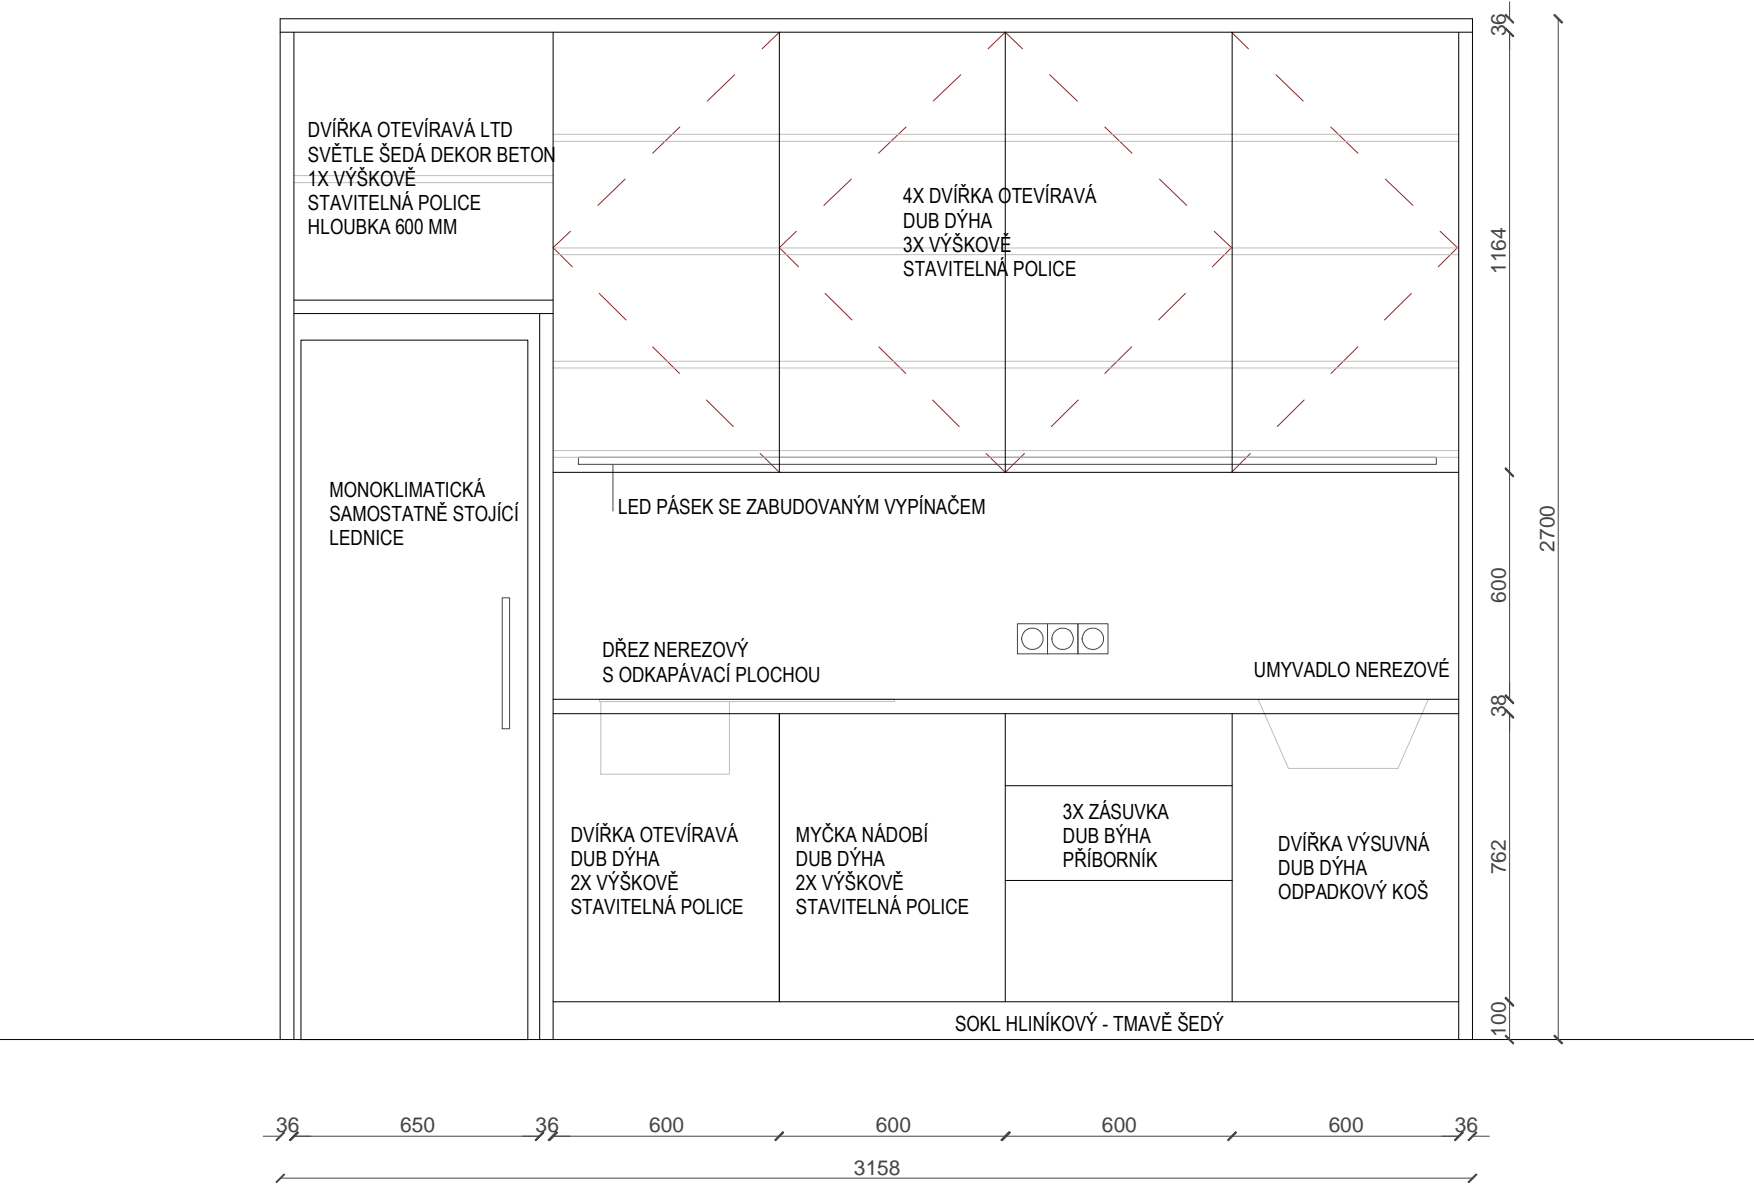 36
DVÍŘKA OTEVÍRAVÁ LTD
SVĚTLE ŠEDÁ DEKOR BETON
1X VÝŠKOVĚ
STAVITELNÁ POLICE
HLOUBKA 600 MM
4X DVÍŘKA OTEVÍRAVÁ
DUB DÝHA
3X VÝŠKOVĚ
STAVITELNÁ POLICE
1164
MONOKLIMATICKÁ
SAMOSTATNĚ STOJÍCÍ
LEDNICE
LED PÁSEK SE ZABUDOVANÝM VYPÍNAČEM
2700
600
DŘEZ NEREZOVÝ
S ODKAPÁVACÍ PLOCHOU
UMYVADLO NEREZOVÉ
38
DVÍŘKA OTEVÍRAVÁ
DUB DÝHA
2X VÝŠKOVĚ
STAVITELNÁ POLICE
MYČKA NÁDOBÍ
DUB DÝHA
2X VÝŠKOVĚ
STAVITELNÁ POLICE
3X ZÁSUVKA
DUB BÝHA
PŘÍBORNÍK
DVÍŘKA VÝSUVNÁ
DUB DÝHA
ODPADKOVÝ KOŠ
762
SOKL HLINÍKOVÝ - TMAVĚ ŠEDÝ
100
36 650 36 600 600 600 600 36
3158